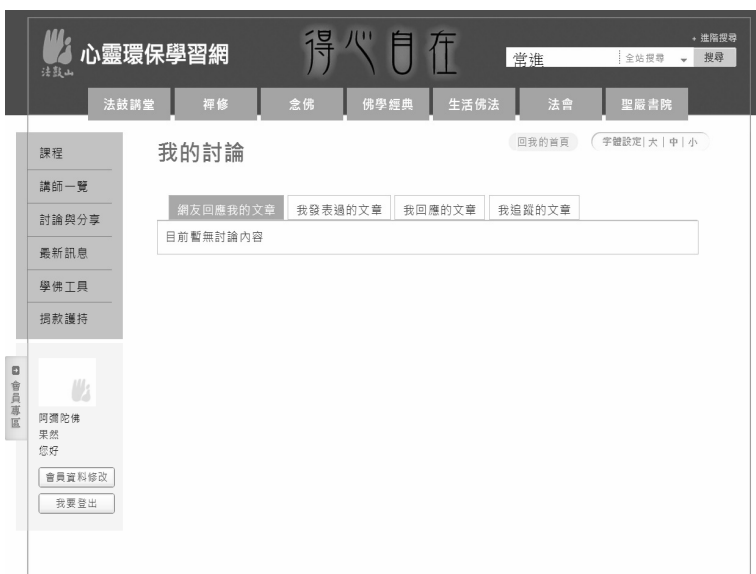 法鼓山
心靈環保學習網
得心自在
+ 進階搜尋
常進
全站搜尋
搜尋
法鼓講堂
禪修
念佛
佛學經典
生活佛法
法會
聖嚴書院
課程
講師一覽
討論與分享
最新訊息
學佛工具
捐款護持
我的討論
回我的首頁
字體設定| 大 | 中 | 小
網友回應我的文章
我發表過的文章
我回應的文章
我追蹤的文章
目前暫無討論內容
會員專區
阿彌陀佛
果然
您好
會員資料修改
我要登出